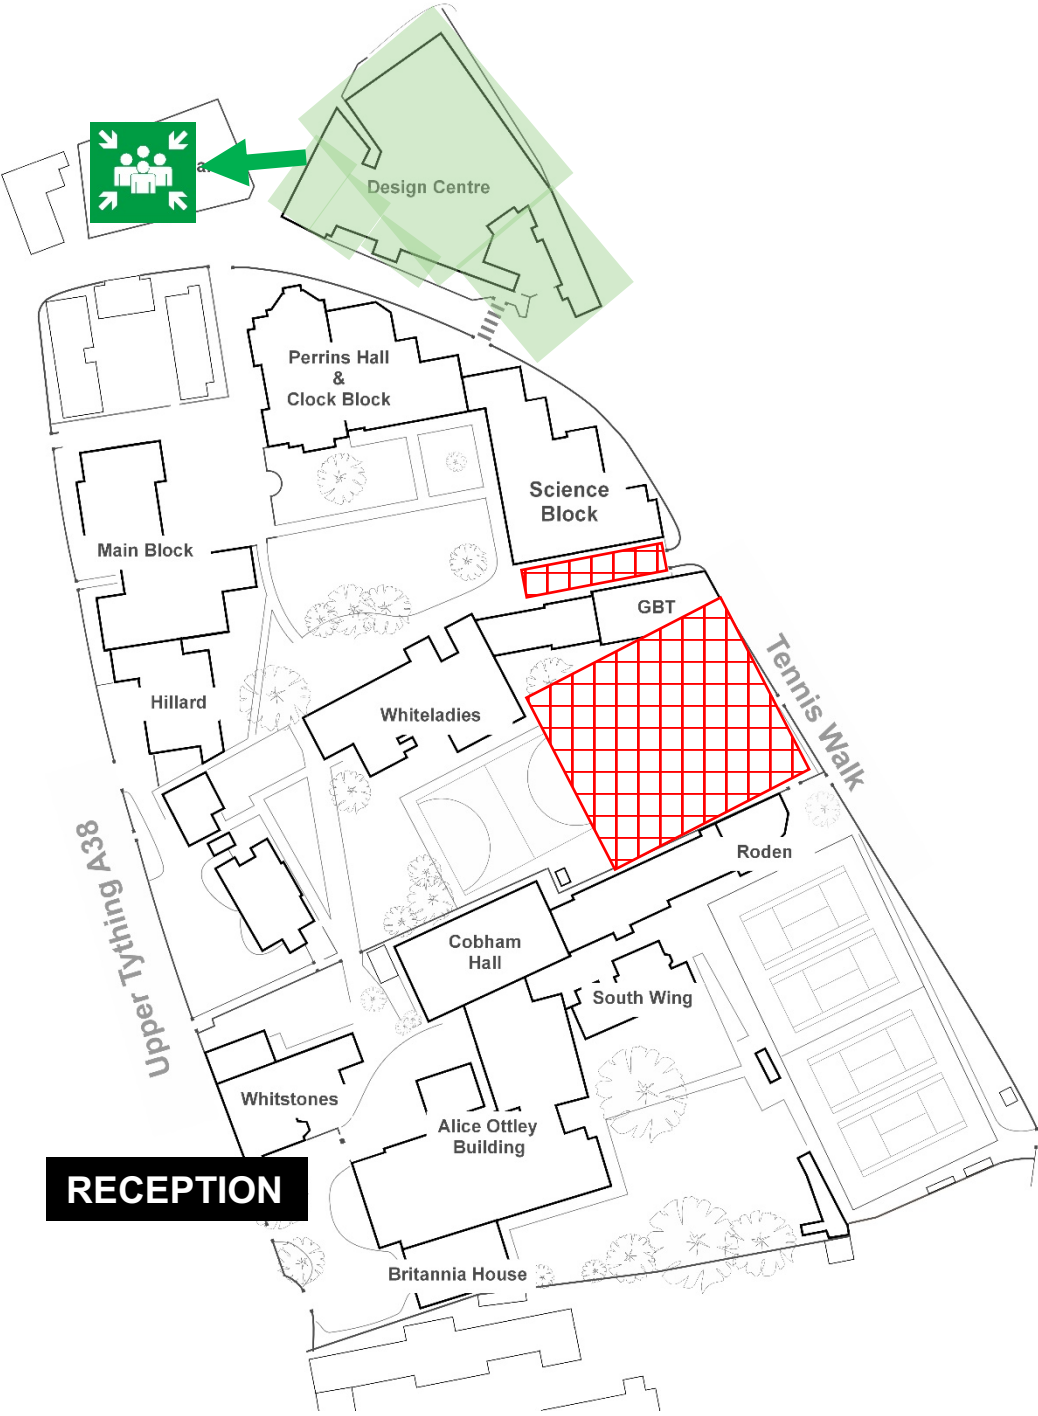 Design Centre
Perrins Hall
&
Clock Block
Science
Block
Main Block
GBT
Hillard
Whiteladies
Tennis Walk
Upper Tything A38
Roden
Cobham
Hall
South Wing
Whitstones
Alice Ottley
Building
RECEPTION
Britannia House